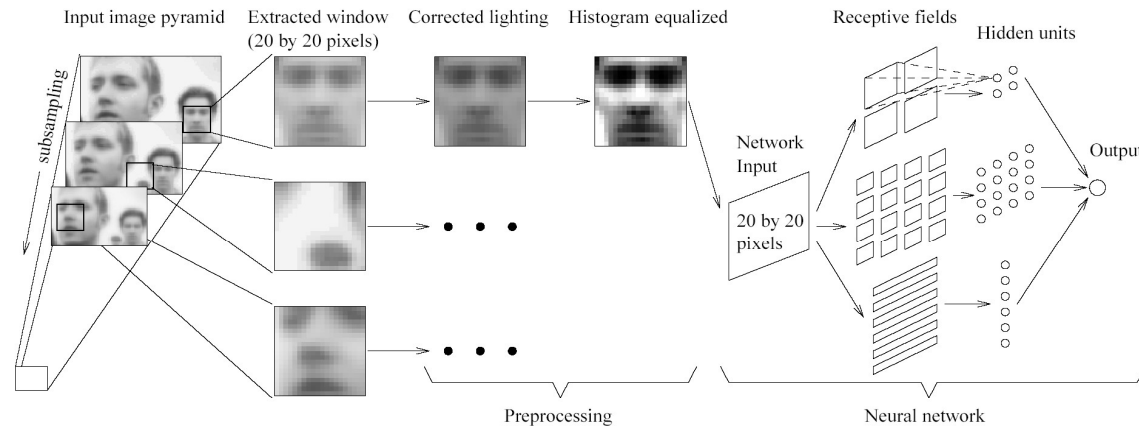 Input image pyramid
Extracted window
(20 by 20 pixels)
Corrected lighting
Histogram equalized
Receptive fields
Hidden units
subsampling
Network
Input
Output
20 by 20
pixels
Preprocessing
Neural network